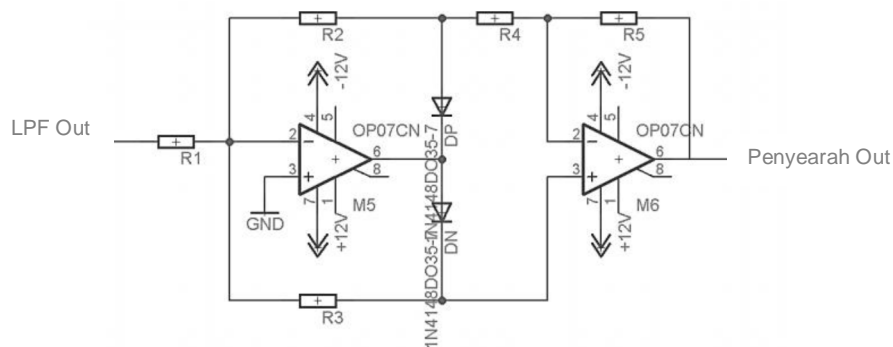 R2
R4
R5
-12V
-12V
4
5
4
5
LPF Out
OP07CN
DP
OP07CN
R1
2
6
2
6
Penyearah Out
3
8
3
8
GND
7
1
M5
7
1
M6
+12V
+12V
DN
1N4148DO35-7
1N4148DO35-7
R3